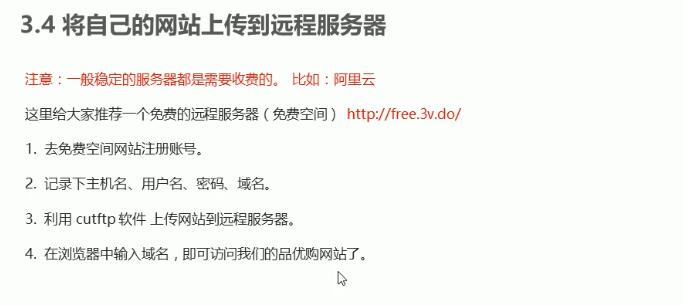 3.4 将自己的网站上传到远程服务器
注意：一般稳定的服务器都是需要收费的。 比如：阿里云
这里给大家推荐一个免费的远程服务器（免费空间） http://free.3v.do/
1. 去免费空间网站注册账号。
2. 记录下主机名、用户名、密码、域名。
3. 利用 cutftp 软件 上传网站到远程服务器。
4. 在浏览器中输入域名，即可访问我们的品优购网站了。